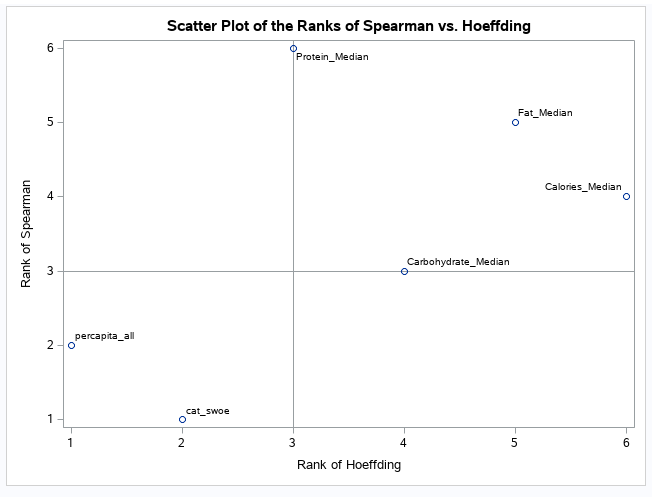 Scatter Plot of the Ranks of Spearman vs. Hoeffding
6
Protein_Median
5
Fat_Median
4
Calories_Median
Rank of Spearman
3
Carbohydrate_Median
2
percapita_all
1
cat_swoe
1 2 3 4 5 6
Rank of Hoeffding